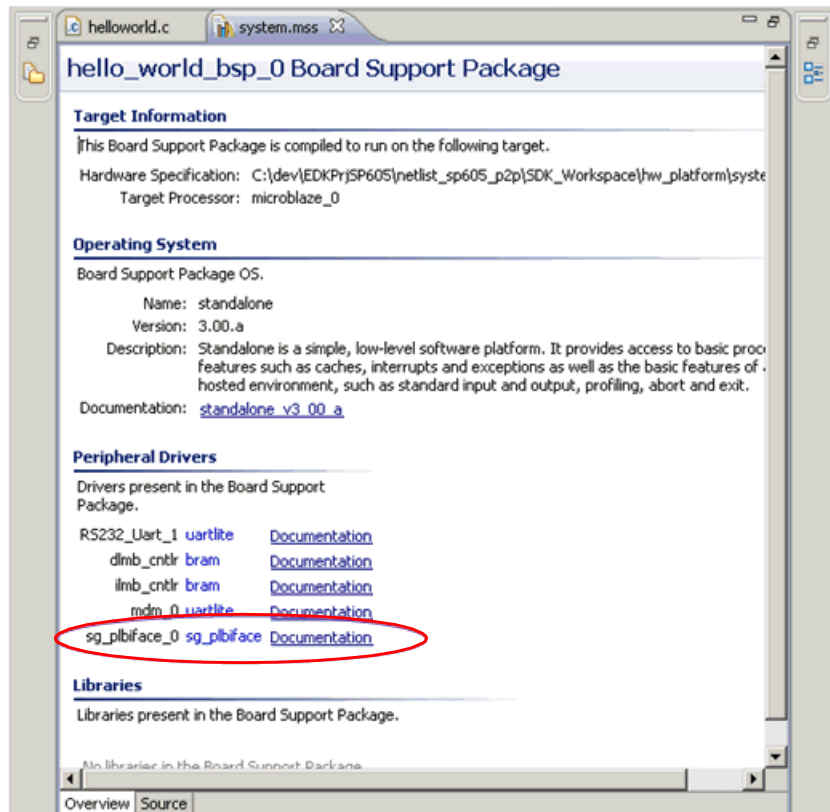 helloworld.c system.mss
hello_world_bsp_0 Board Support Package
Target Information
This Board Support Package is compiled to run on the following target.
Hardware Specification: C:\dev\EDKPrjSP605\netlist_sp605_p2p\SDK_Workspace\hw_platform\syste
Target Processor: microblaze_0
Operating System
Board Support Package OS.
Name: standalone
Version: 3.00.a
Description: Standalone is a simple, low-level software platform. It provides access to basic proce
features such as caches, interrupts and exceptions as well as the basic features of
hosted environment, such as standard input and output, profiling, abort and exit.
Documentation: standalone_v3_00_a
Peripheral Drivers
Drivers present in the Board Support
Package.
RS232_Uart_1 uartlite Documentation
dlmb_cntlr bram Documentation
ilmb_cntlr bram Documentation
mdm_0 uartlite Documentation
sg_plbiface_0 sg_plbiface Documentation
Libraries
Libraries present in the Board Support Package.
No libraries in the Board Support Package
Overview Source